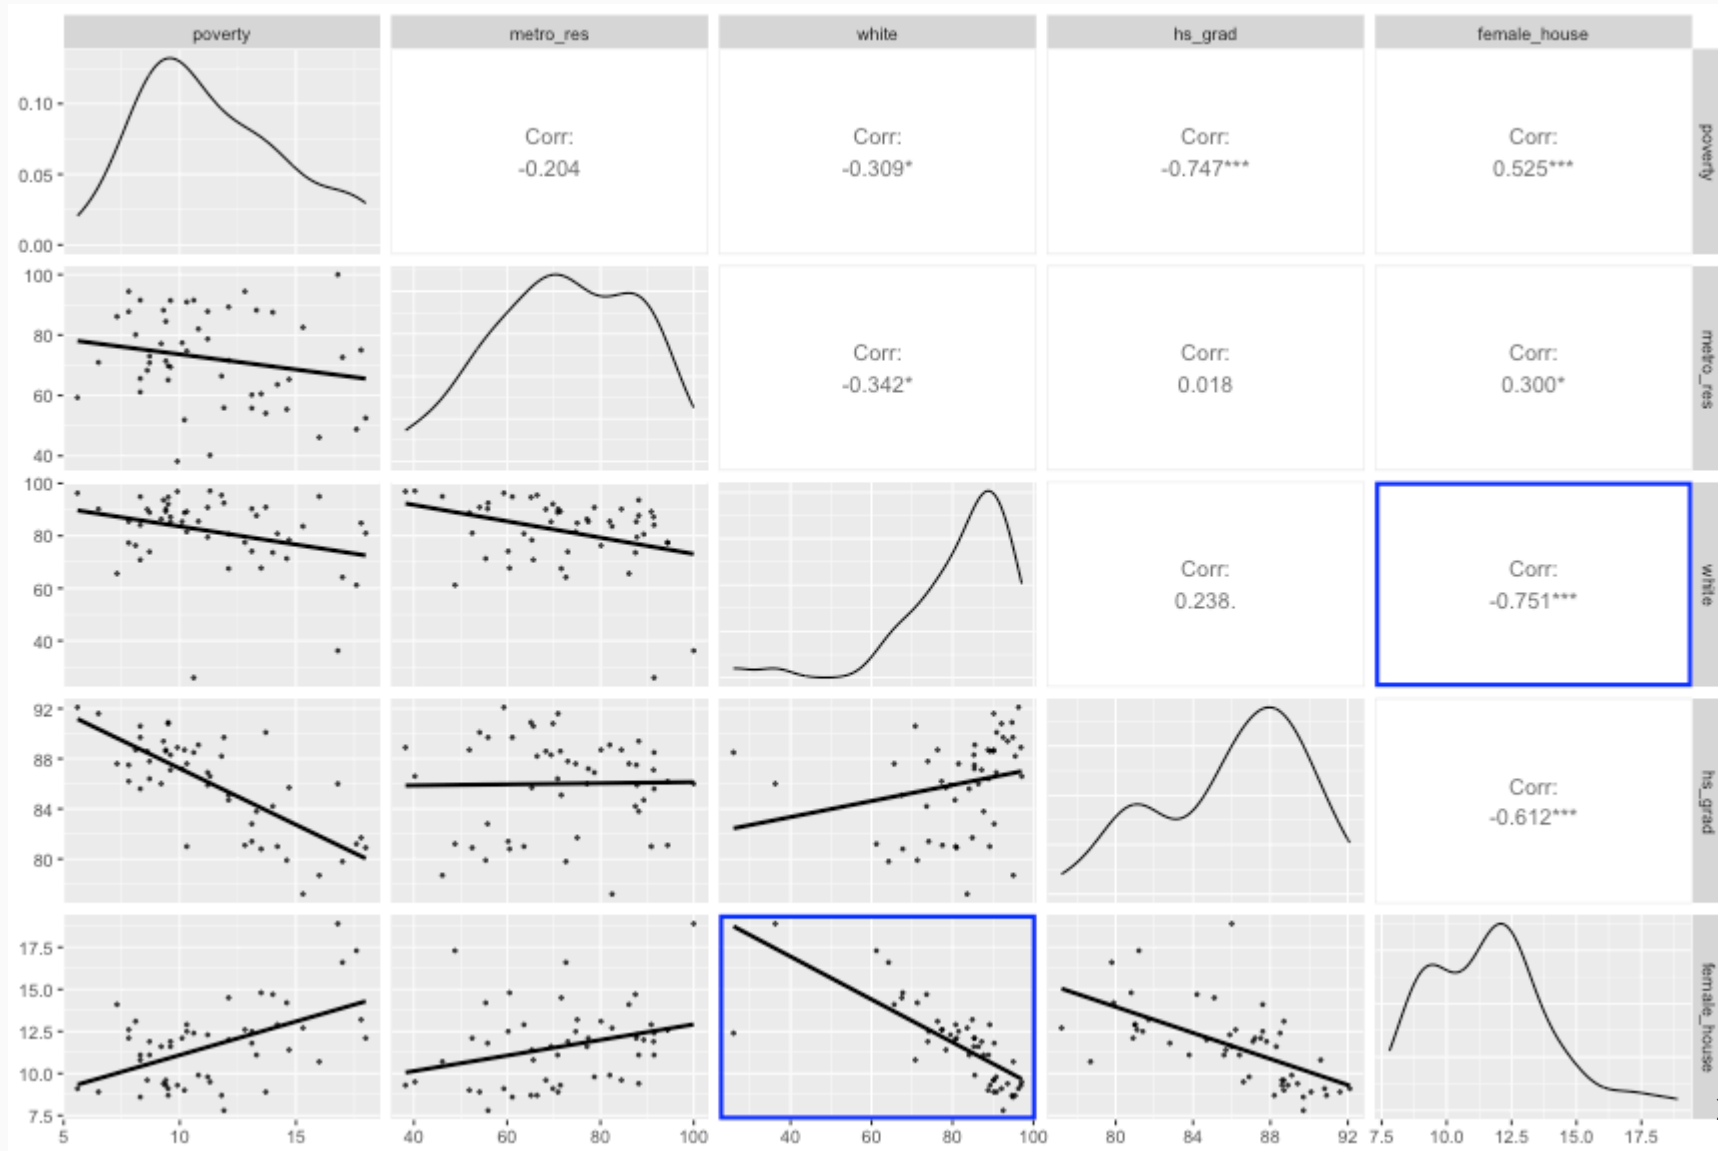 poverty metro_res white hs_grad female_house
0.10
0.05
0.00
Corr:
-0.204
Corr:
-0.309*
Corr:
-0.747***
Corr:
0.525***
poverty
100
80
60
40
Corr:
-0.342*
Corr:
0.018
Corr:
0.300*
metro_res
100
80
60
40
Corr:
0.238.
Corr:
-0.751***
white
92
88
84
80
Corr:
-0.612***
hs_grad
17.5
15.0
12.5
10.0
7.5
female_house
5 10 15 40 60 80 100 40 60 80 100 80 84 88 92 7.5 10.0 12.5 15.0 17.5